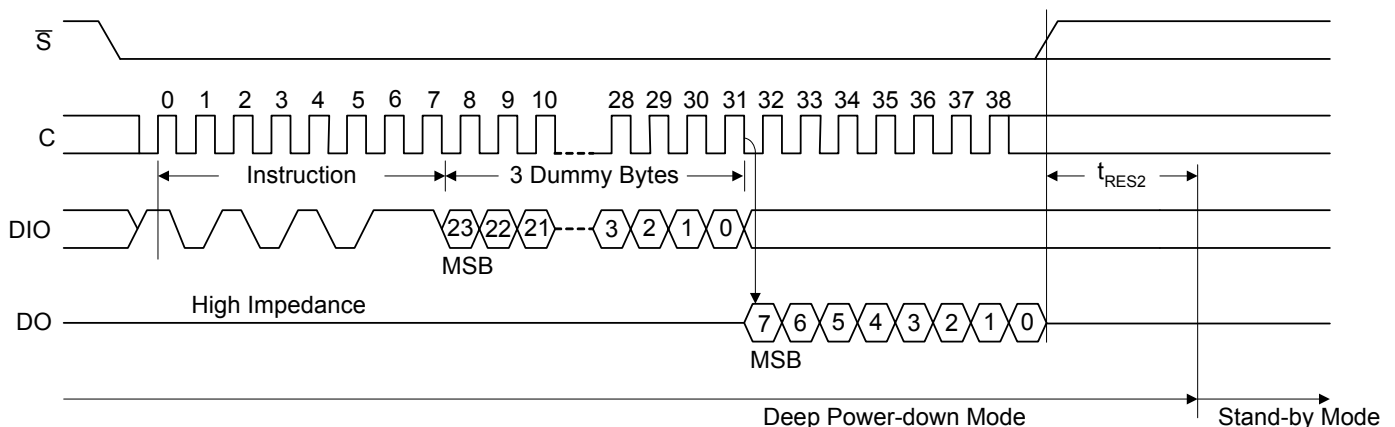 S
0 1 2 3 4 5 6 7 8 9 10 28 29 30 31 32 33 34 35 36 37 38
C
Instruction 3 Dummy Bytes tRES2
DIO 23 22 21 3 2 1 0
MSB
High Impedance
DO 7 6 5 4 3 2 1 0
MSB
Deep Power-down Mode Stand-by Mode